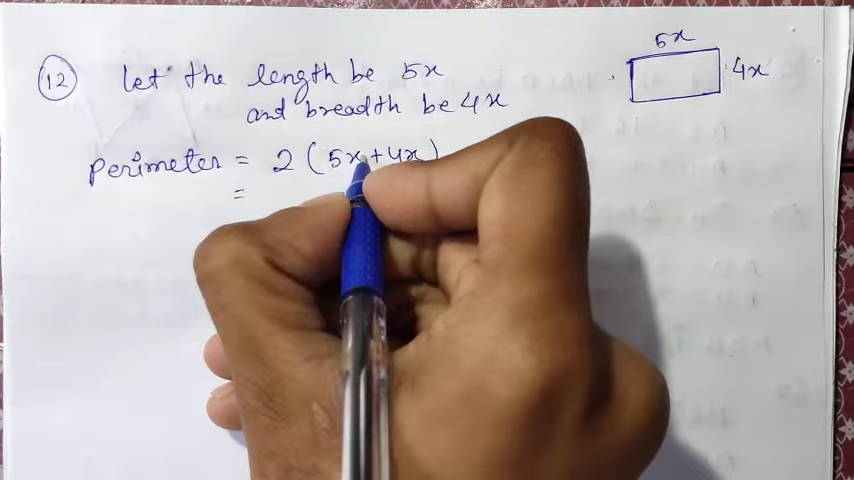 12 Let the length be 5x
and breadth be 4x
Perimeter = 2 (5x+4x)
=
5x
4x